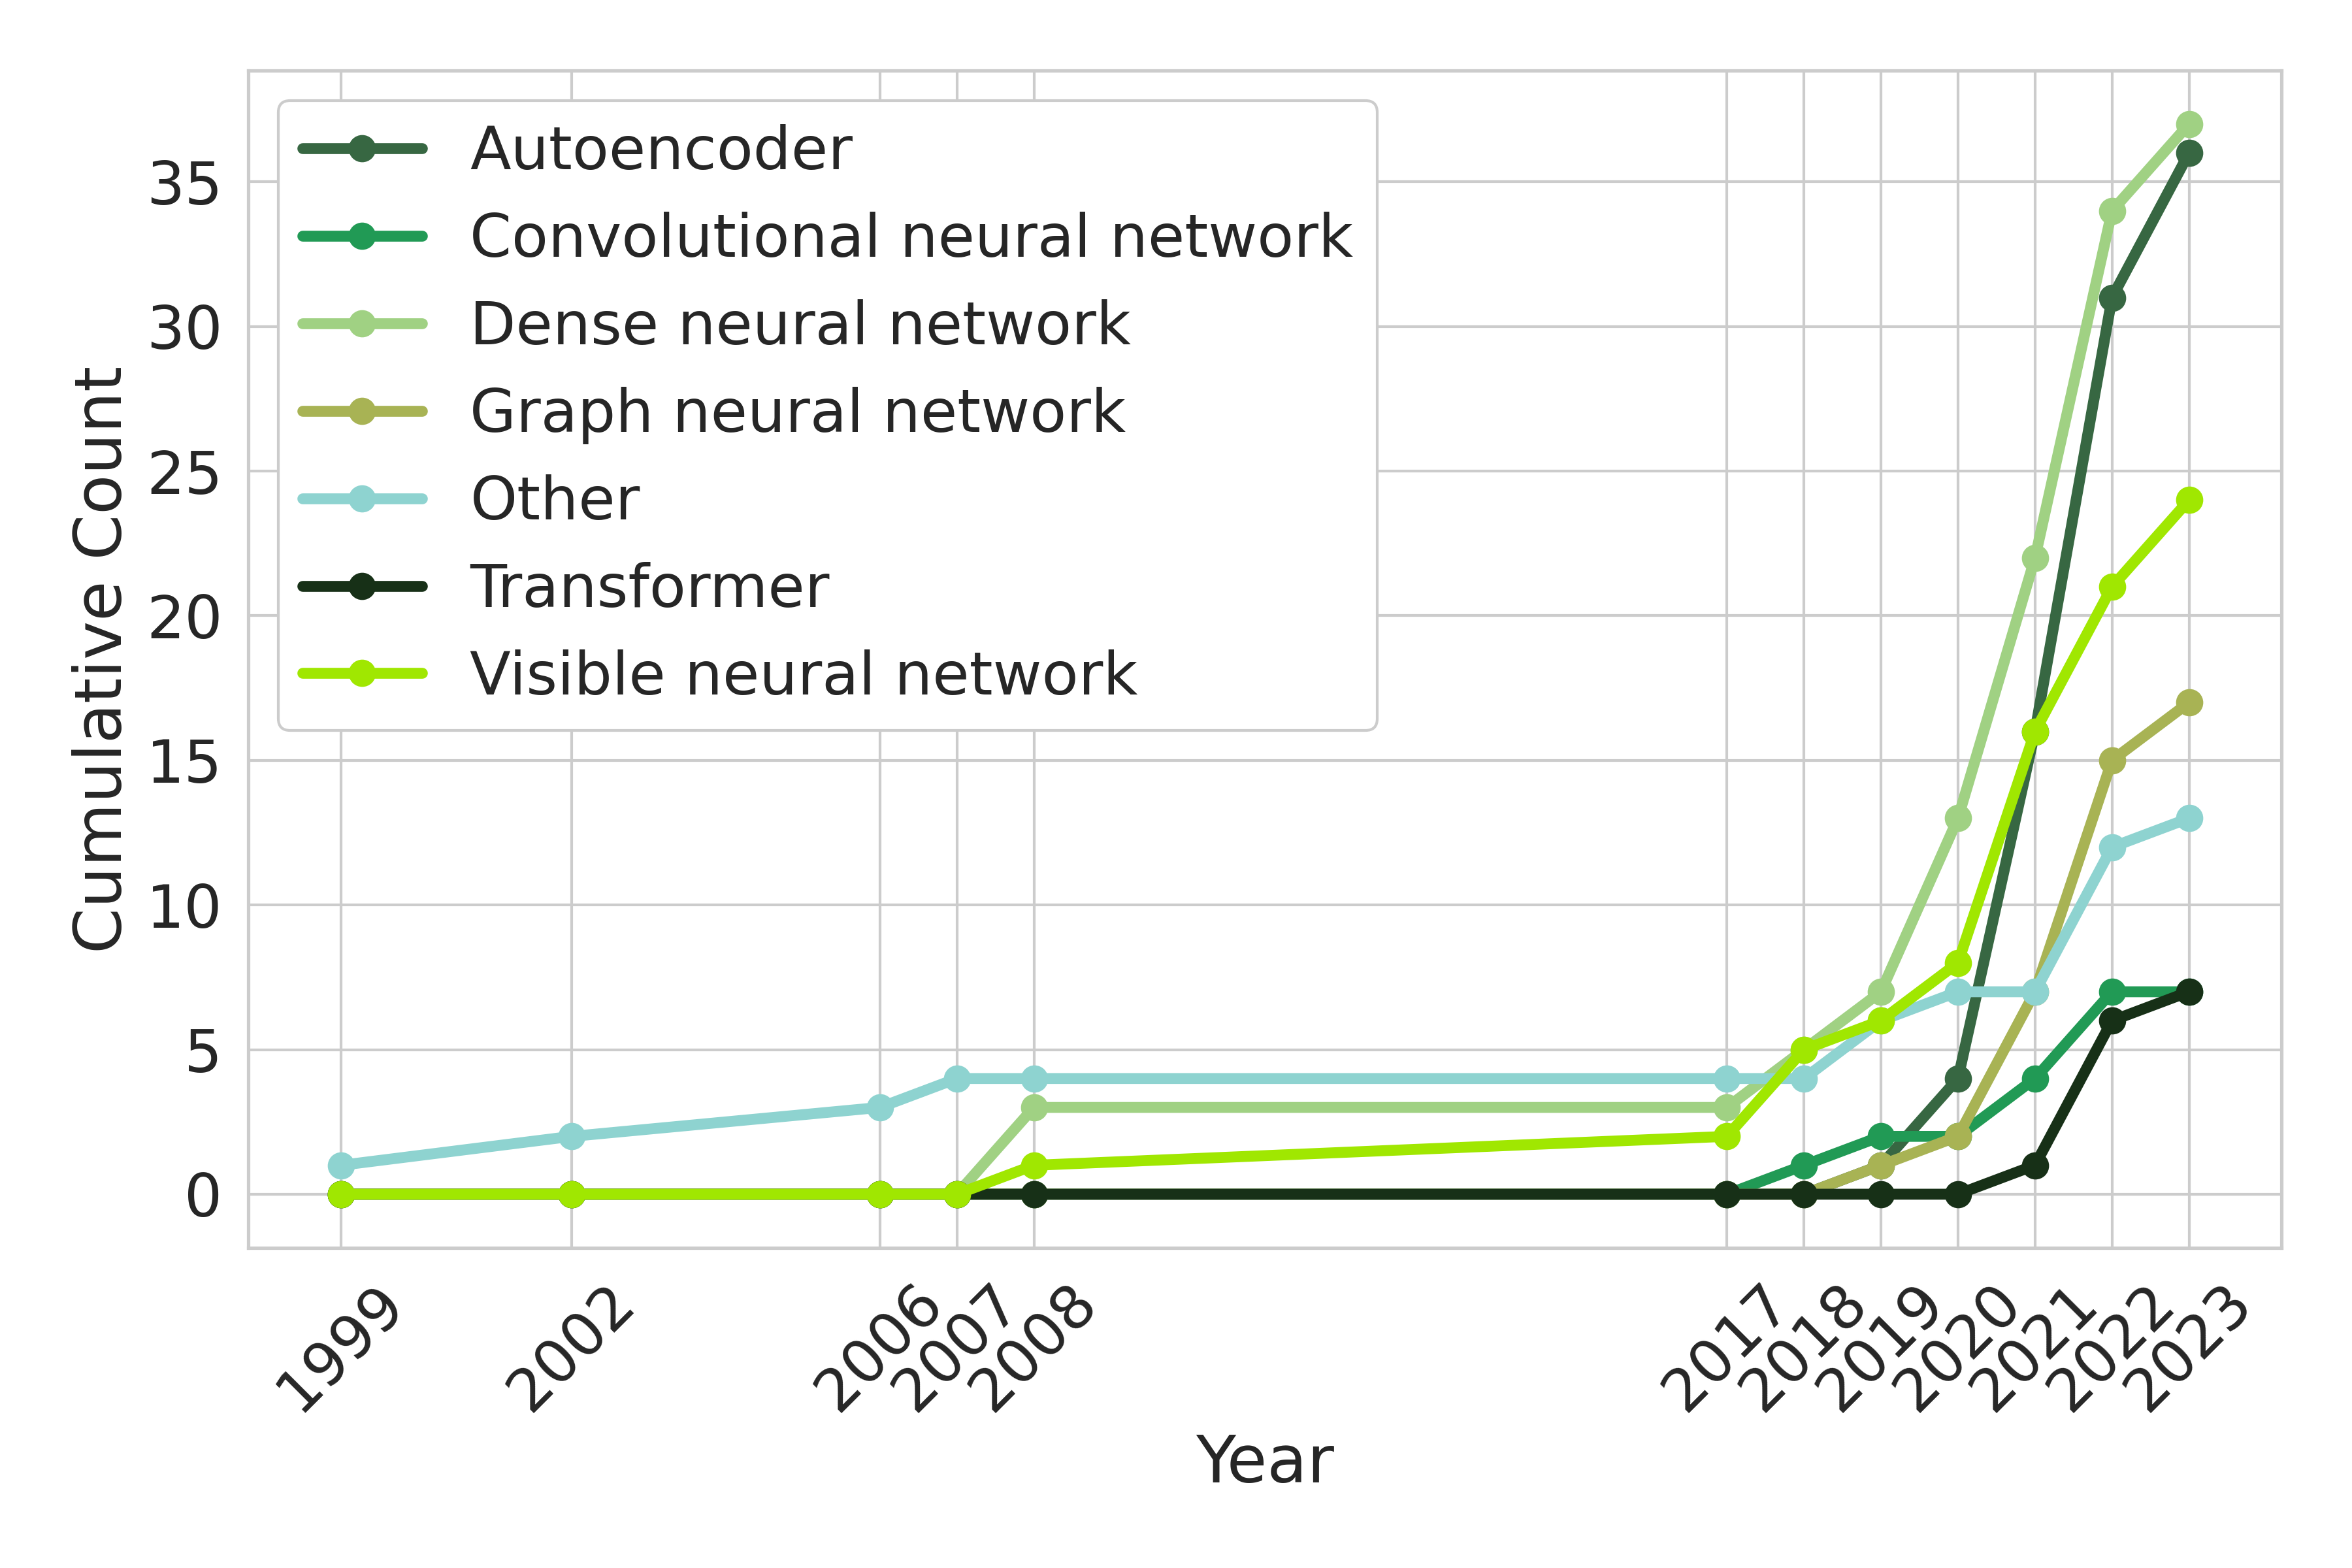 Autoencoder
Convolutional neural network
Dense neural network
Graph neural network
Other
Transformer
Visible neural network
Cumulative Count
35
30
25
20
15
10
5
0
1999
2002
2006
2007
2008
2017
2018
2019
2020
2021
2022
2023
Year